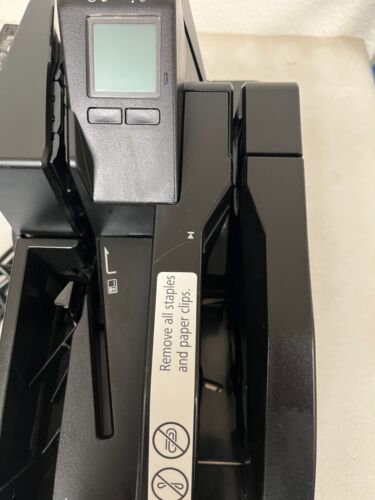 Remove all staples
and paper clips.